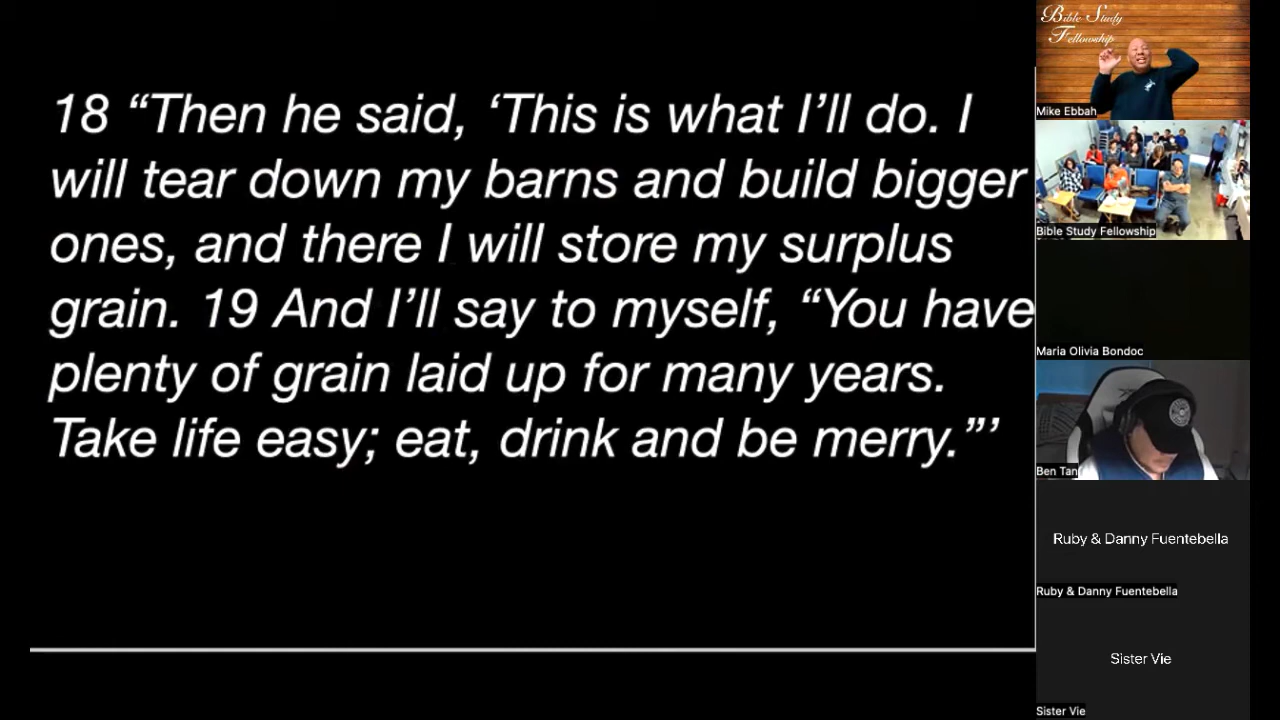 18 “Then he said, ‘This is what I’ll do. I
will tear down my barns and build bigger
ones, and there I will store my surplus
grain. 19 And I’ll say to myself, “You have
plenty of grain laid up for many years.
Take life easy; eat, drink and be merry.”’
Bible Study
Fellowship
Mike Ebbah
Bible Study Fellowship
Maria Olivia Bondoc
Ben Tan
Ruby & Danny Fuentebella
Ruby & Danny Fuentebella
Sister Vie
Sister Vie